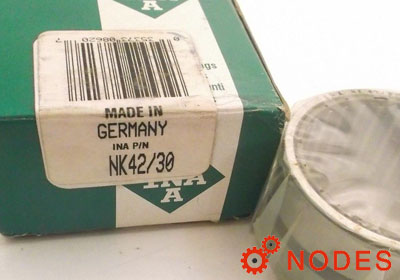 A
MADE IN
GERMANY
INA P/N
NK42/30
INA
A
NODES